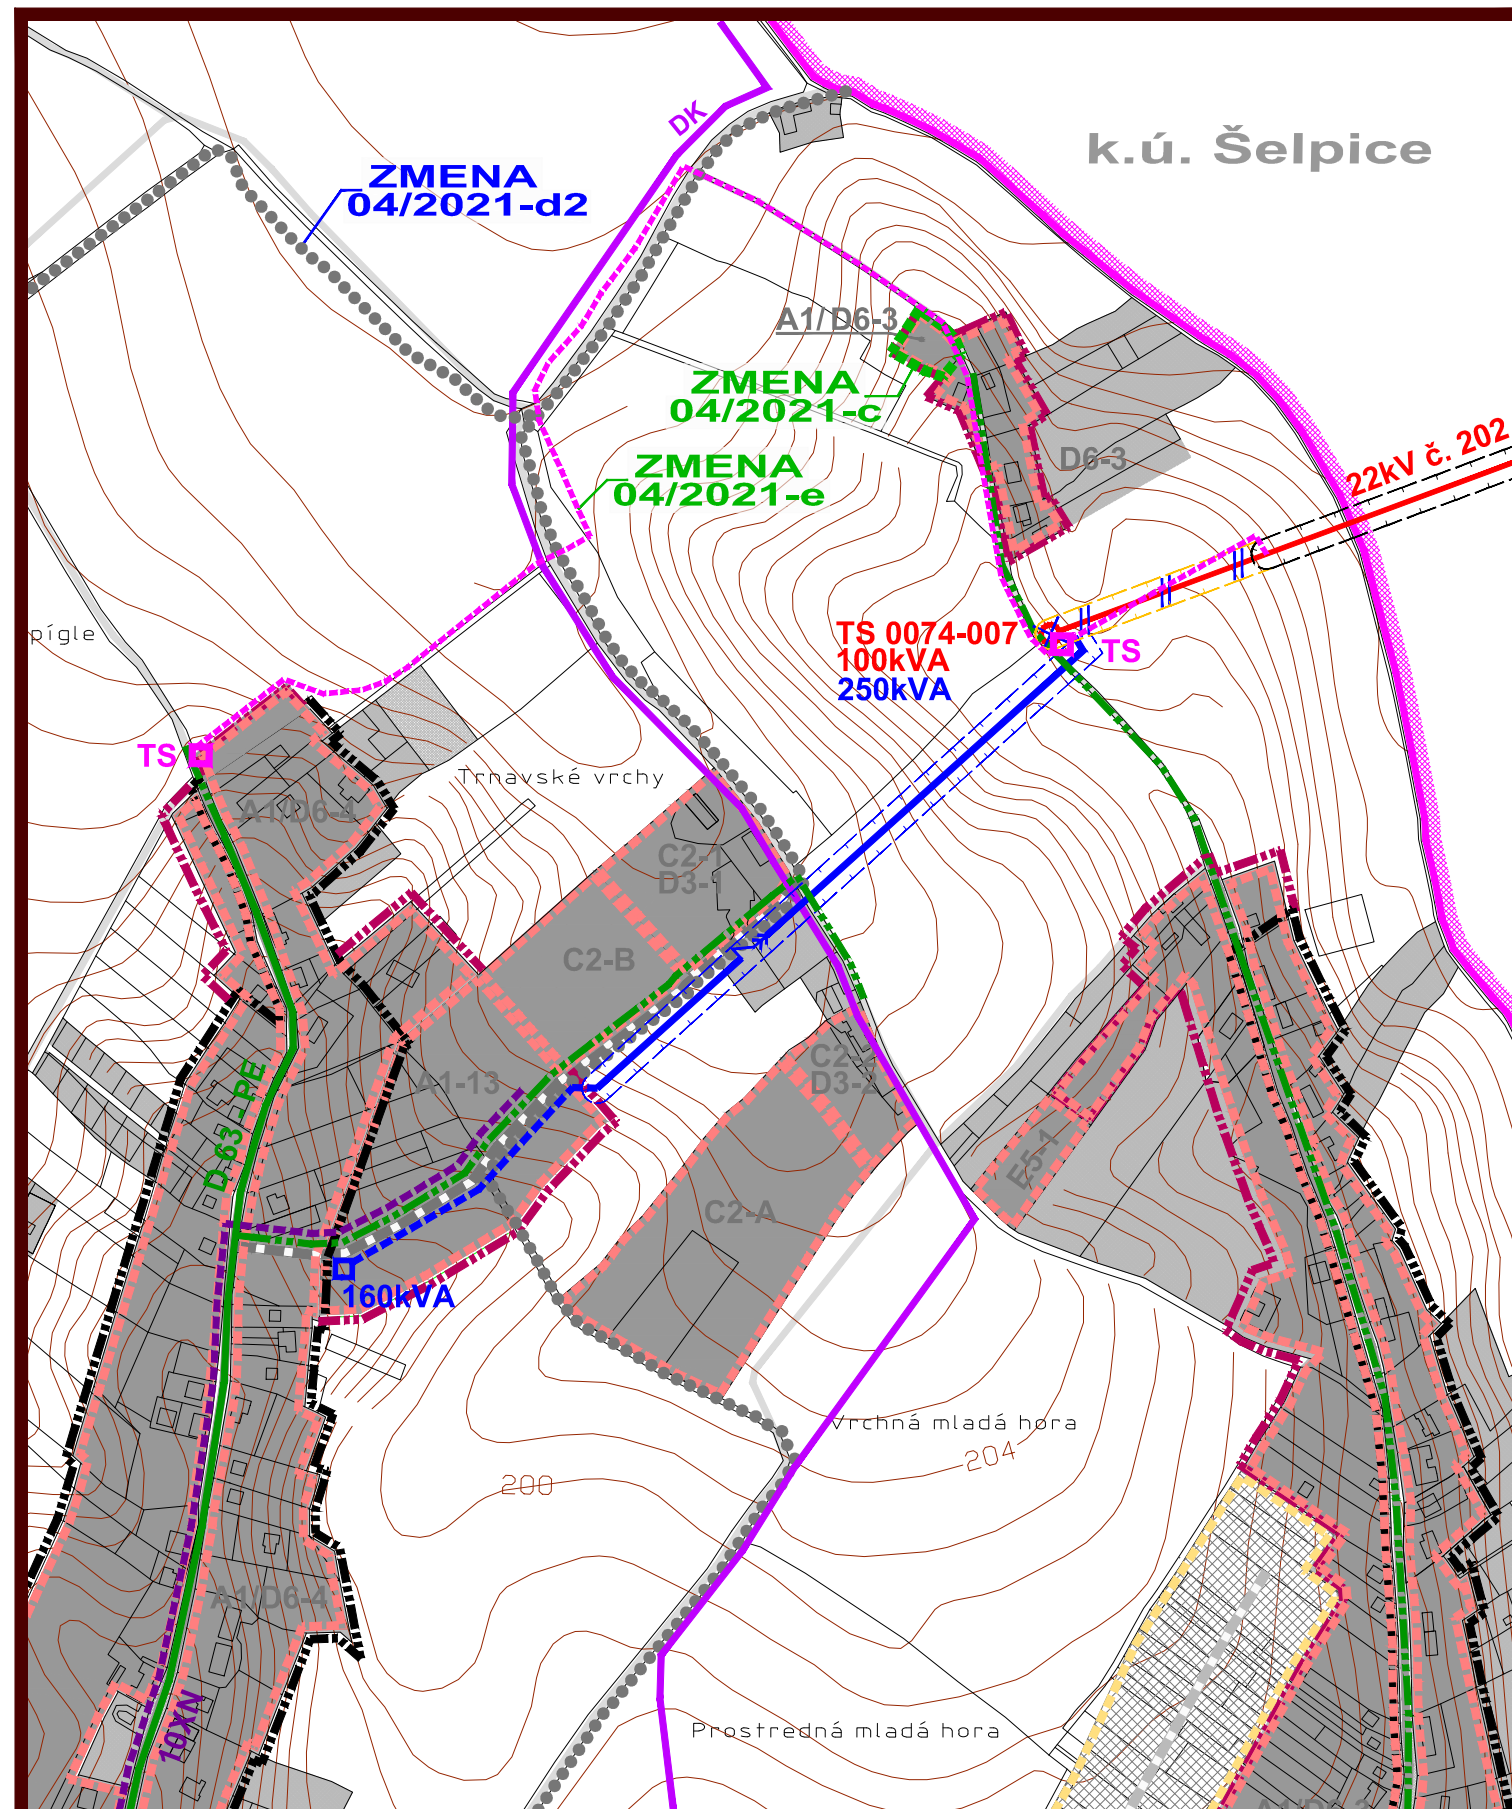 DK
k.ú. Šelpice
ZMENA
04/2021-d2
A1/D6-3
ZMENA
04/2021-c
D6-3
22kV č. 202
ZMENA
04/2021-e
pígle
TS 0074-007
100kVA
250kVA
TS
TS
Trnavské vrchy
A1/D6-4
C2-1
D3-1
C2-B
A1-13
C2-2
D3-2
D 63 - PE
E5-1
C2-A
160kVA
Vrchná mladá hora
204
200
A1/D6-4
10XN
Prostredná mladá hora